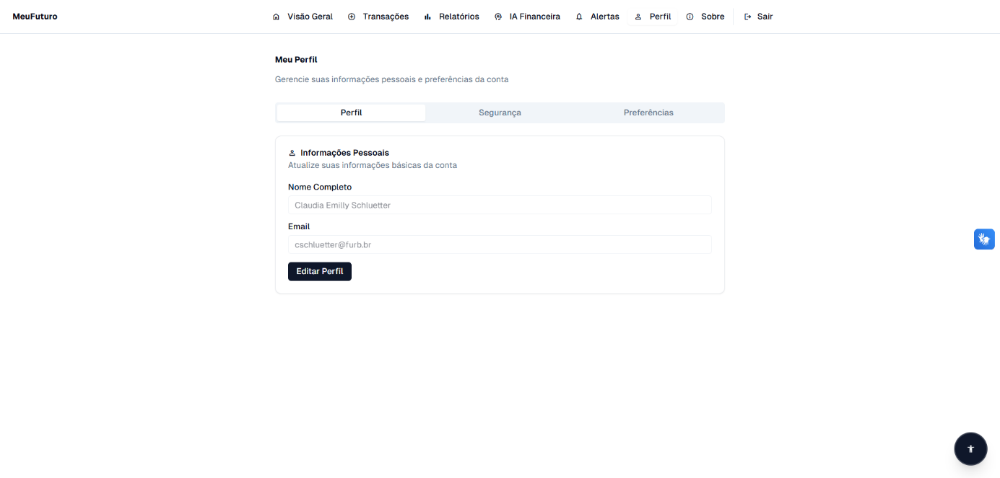 MeuFuturo
Visão Geral
Transações
Relatórios
IA Financeira
Alertas
Perfil
Sobre
Sair
Meu Perfil
Gerencie suas informações pessoais e preferências da conta
Perfil
Segurança
Preferências
Informações Pessoais
Atualize suas informações básicas da conta
Nome Completo
Claudia Emilly Schluetter
Email
cschluetter@furb.br
Editar Perfil